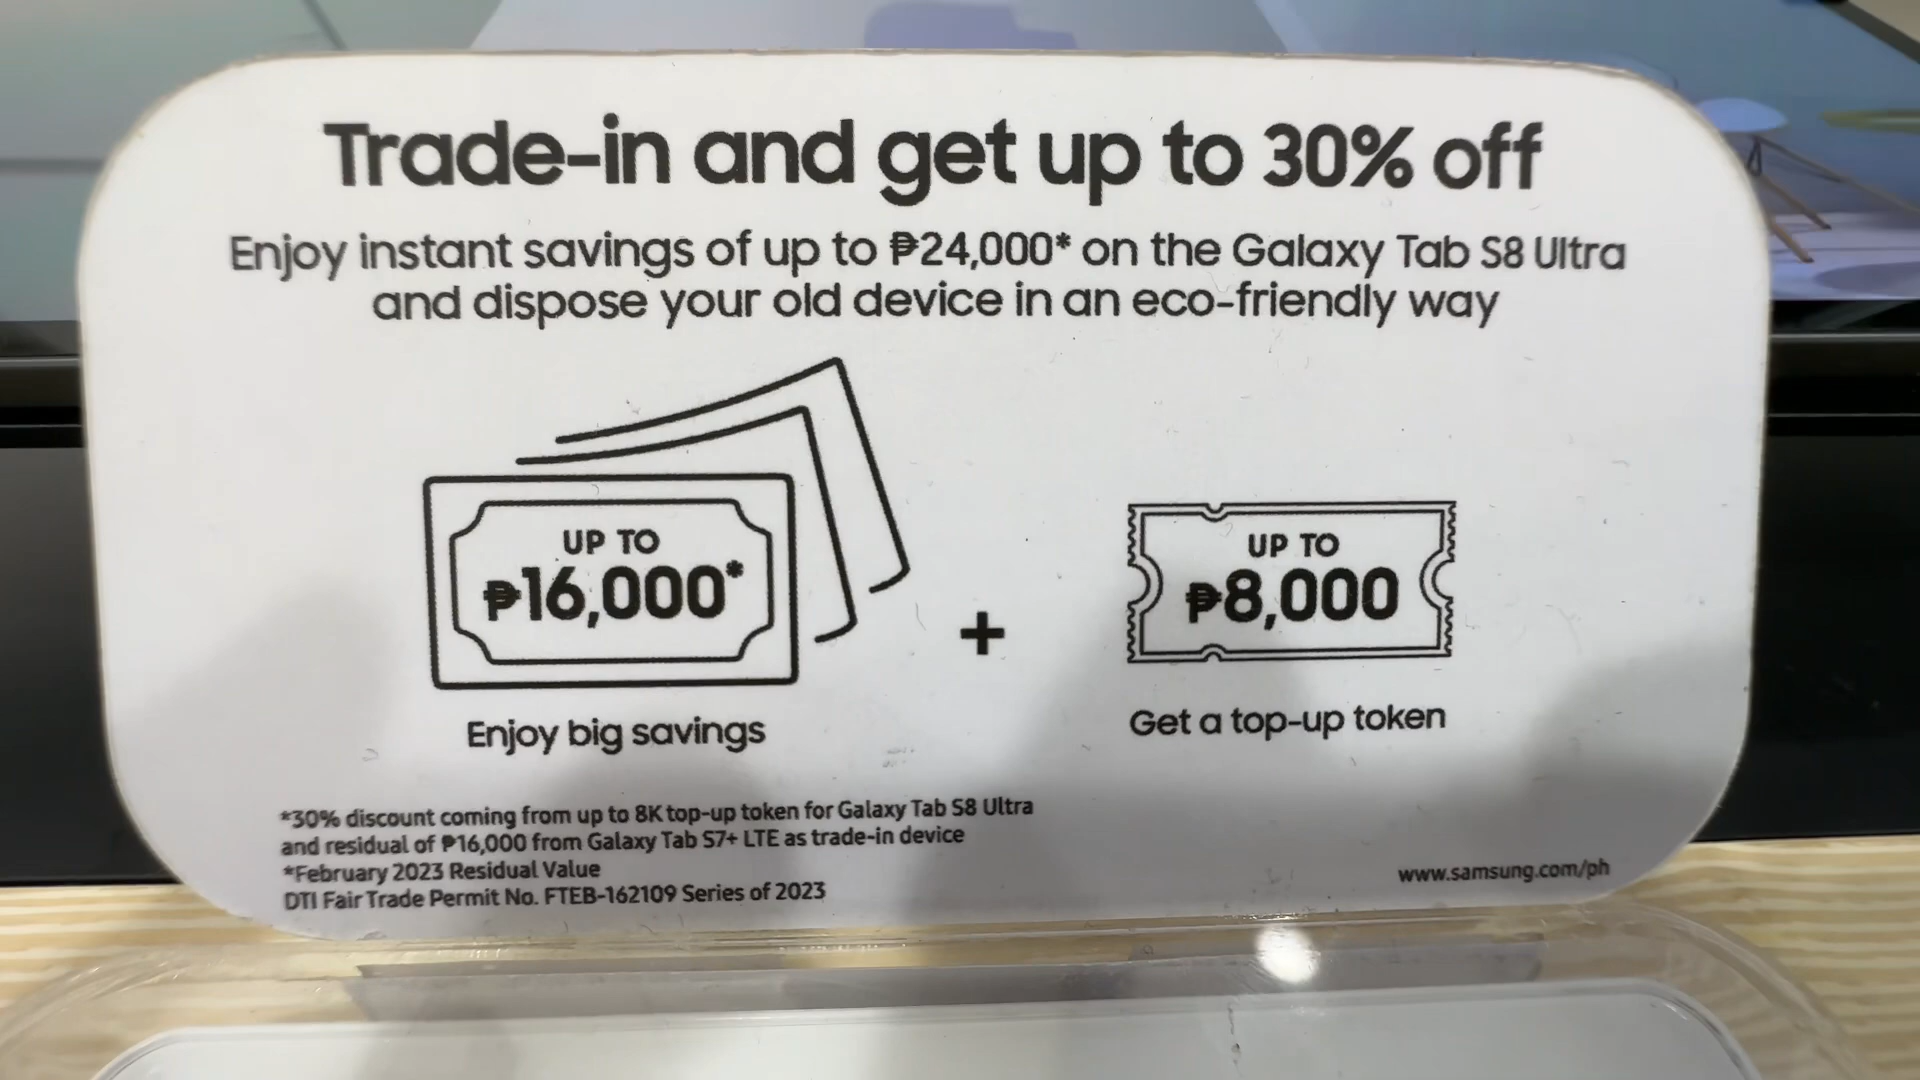 Trade-in and get up to 30% off
Enjoy instant savings of up to ₱24,000* on the Galaxy Tab S8 Ultra
and dispose your old device in an eco-friendly way
UP TO
₱16,000*
Enjoy big savings
+
UP TO
₱8,000
Get a top-up token
*30% discount coming from up to 8K top-up token for Galaxy Tab S8 Ultra
and residual of ₱16,000 from Galaxy Tab S7+ LTE as trade-in device
*February 2023 Residual Value
DTI Fair Trade Permit No. FTEB-162109 Series of 2023
www.samsung.com/ph